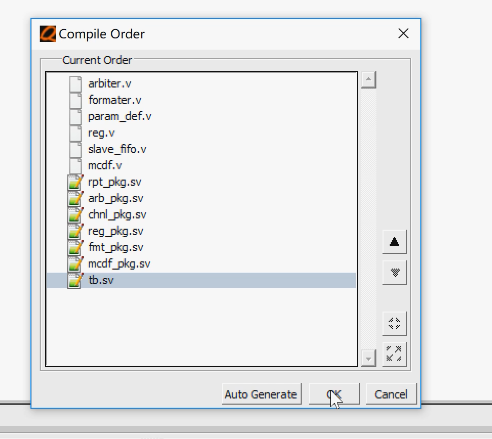 Compile Order
Current Order
arbiter.v
formater.v
param_def.v
reg.v
slave_fifo.v
mcdf.v
rpt_pkg.sv
arb_pkg.sv
chnl_pkg.sv
reg_pkg.sv
fmt_pkg.sv
mcdf_pkg.sv
tb.sv
Auto Generate OK Cancel